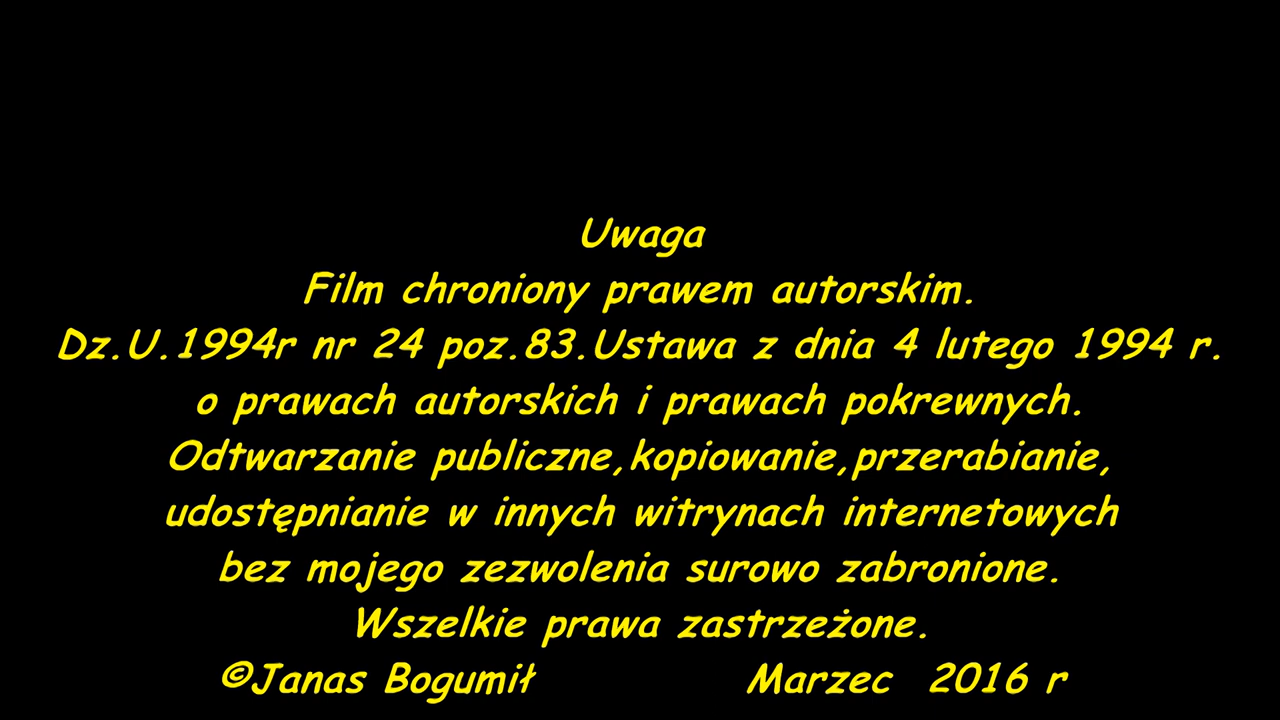 Uwaga
Film chroniony prawem autorskim.
Dz.U.1994r nr 24 poz.83.Ustawa z dnia 4 lutego 1994 r.
o prawach autorskich i prawach pokrewnych.
Odtwarzanie publiczne,kopiowanie,przerabianie,
udostępnianie w innych witrynach internetowych
bez mojego zezwolenia surowo zabronione.
Wszelkie prawa zastrzeżone.
©Janas Bogumił Marzec 2016 r